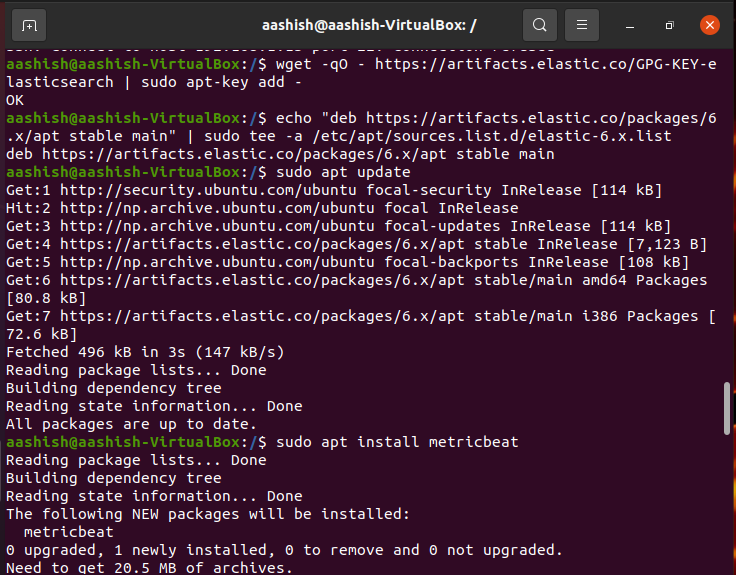 aashish@aashish-VirtualBox: /
aashish@aashish-VirtualBox:/$ wget -qO - https://artifacts.elastic.co/GPG-KEY-e
lasticsearch | sudo apt-key add -
OK
aashish@aashish-VirtualBox:/$ echo "deb https://artifacts.elastic.co/packages/6
.x/apt stable main" | sudo tee -a /etc/apt/sources.list.d/elastic-6.x.list
deb https://artifacts.elastic.co/packages/6.x/apt stable main
aashish@aashish-VirtualBox:/$ sudo apt update
Get:1 http://security.ubuntu.com/ubuntu focal-security InRelease [114 kB]
Hit:2 http://np.archive.ubuntu.com/ubuntu focal InRelease
Get:3 http://np.archive.ubuntu.com/ubuntu focal-updates InRelease [114 kB]
Get:4 https://artifacts.elastic.co/packages/6.x/apt stable InRelease [7,123 B]
Get:5 http://np.archive.ubuntu.com/ubuntu focal-backports InRelease [108 kB]
Get:6 https://artifacts.elastic.co/packages/6.x/apt stable/main amd64 Packages
[80.8 kB]
Get:7 https://artifacts.elastic.co/packages/6.x/apt stable/main i386 Packages [
72.6 kB]
Fetched 496 kB in 3s (147 kB/s)
Reading package lists... Done
Building dependency tree
Reading state information... Done
All packages are up to date.
aashish@aashish-VirtualBox:/$ sudo apt install metricbeat
Reading package lists... Done
Building dependency tree
Reading state information... Done
The following NEW packages will be installed:
  metricbeat
0 upgraded, 1 newly installed, 0 to remove and 0 not upgraded.
Need to get 20.5 MB of archives.